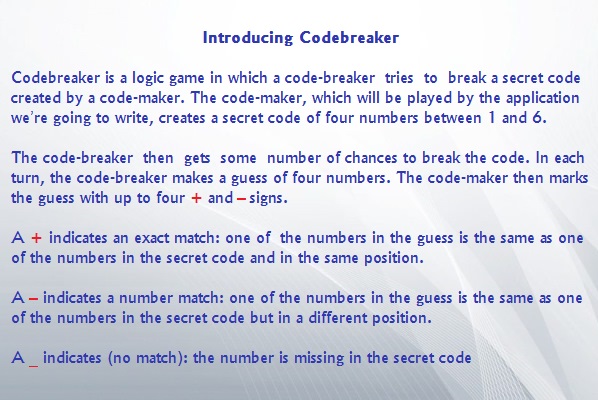 Introducing Codebreaker
Codebreaker is a logic game in which a code-breaker tries to break a secret code
created by a code-maker. The code-maker, which will be played by the application
we're going to write, creates a secret code of four numbers between 1 and 6.
The code-breaker then gets some number of chances to break the code. In each
turn, the code-breaker makes a guess of four numbers. The code-maker then marks
the guess with up to four + and – signs.
A + indicates an exact match: one of the numbers in the guess is the same as one
of the numbers in the secret code and in the same position.
A – indicates a number match: one of the numbers in the guess is the same as one
of the numbers in the secret code but in a different position.
A _ indicates (no match): the number is missing in the secret code